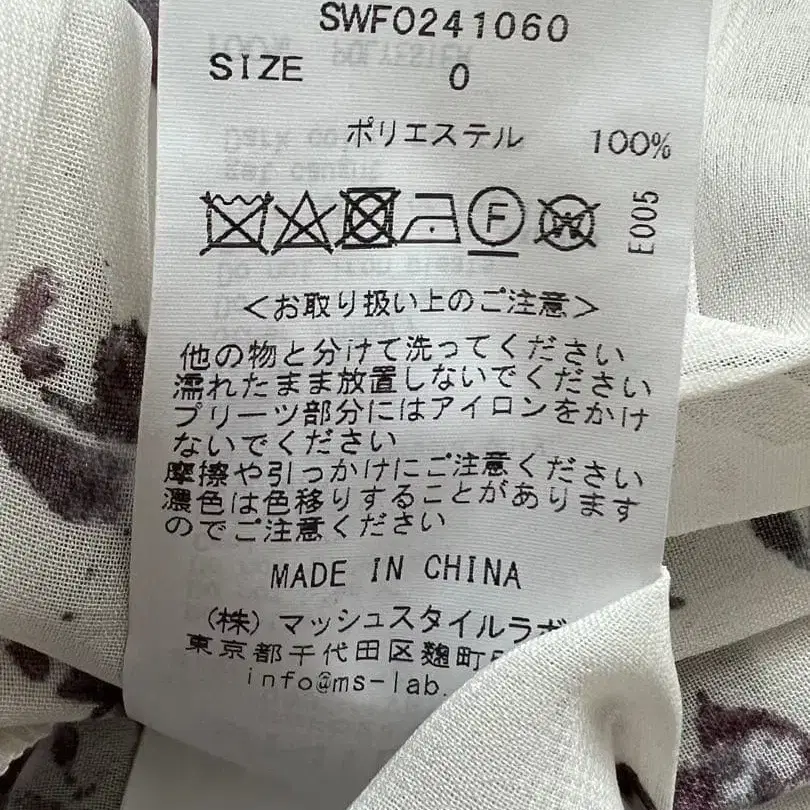 SWFO241060
SIZE 0
ポリエステル 100%
F W E005
<お取り扱い上のご注意>
他の物と分けて洗ってください
濡れたまま放置しないでください
プリーツ部分にはアイロンをかけ
ないでください
摩擦や引っかけにご注意ください
濃色は色移りすることがあります
のでご注意ください
MADE IN CHINA
(株)マッシュスタイルラボ
東京都千代田区麹町
info@ms-lab.